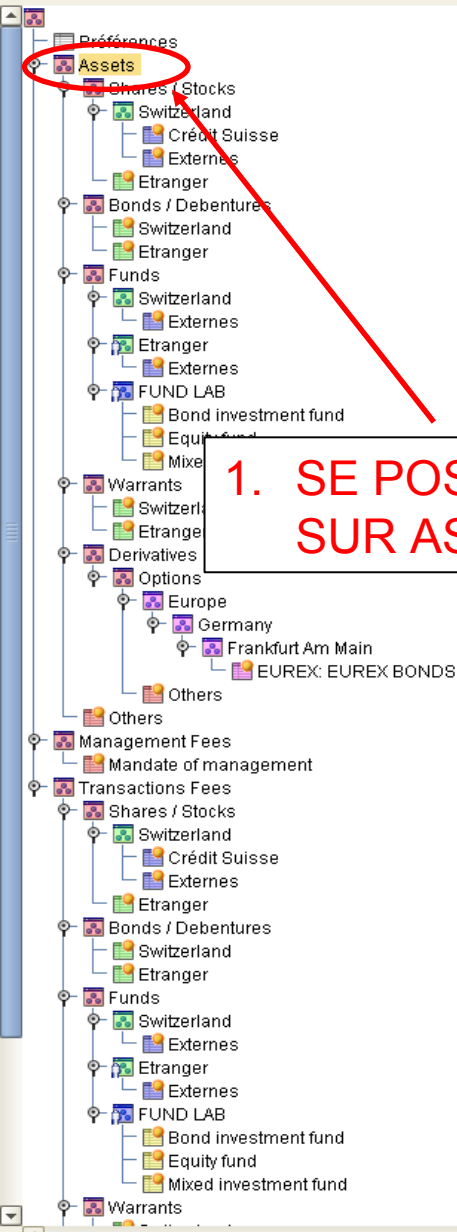 Préférences
Assets
Shares / Stocks
Switzerland
Crédit Suisse
Externes
Etranger
Bonds / Debentures
Switzerland
Etranger
Funds
Switzerland
Externes
Etranger
Externes
FUND LAB
Bond investment fund
Equity fund
Mixe
1. SE POS
SUR AS
Warrants
Switzerl
Etrange
Derivatives
Options
Europe
Germany
Frankfurt Am Main
EUREX: EUREX BONDS
Others
Others
Management Fees
Mandate of management
Transactions Fees
Shares / Stocks
Switzerland
Crédit Suisse
Externes
Etranger
Bonds / Debentures
Switzerland
Etranger
Funds
Switzerland
Externes
Etranger
Externes
FUND LAB
Bond investment fund
Equity fund
Mixed investment fund
Warrants